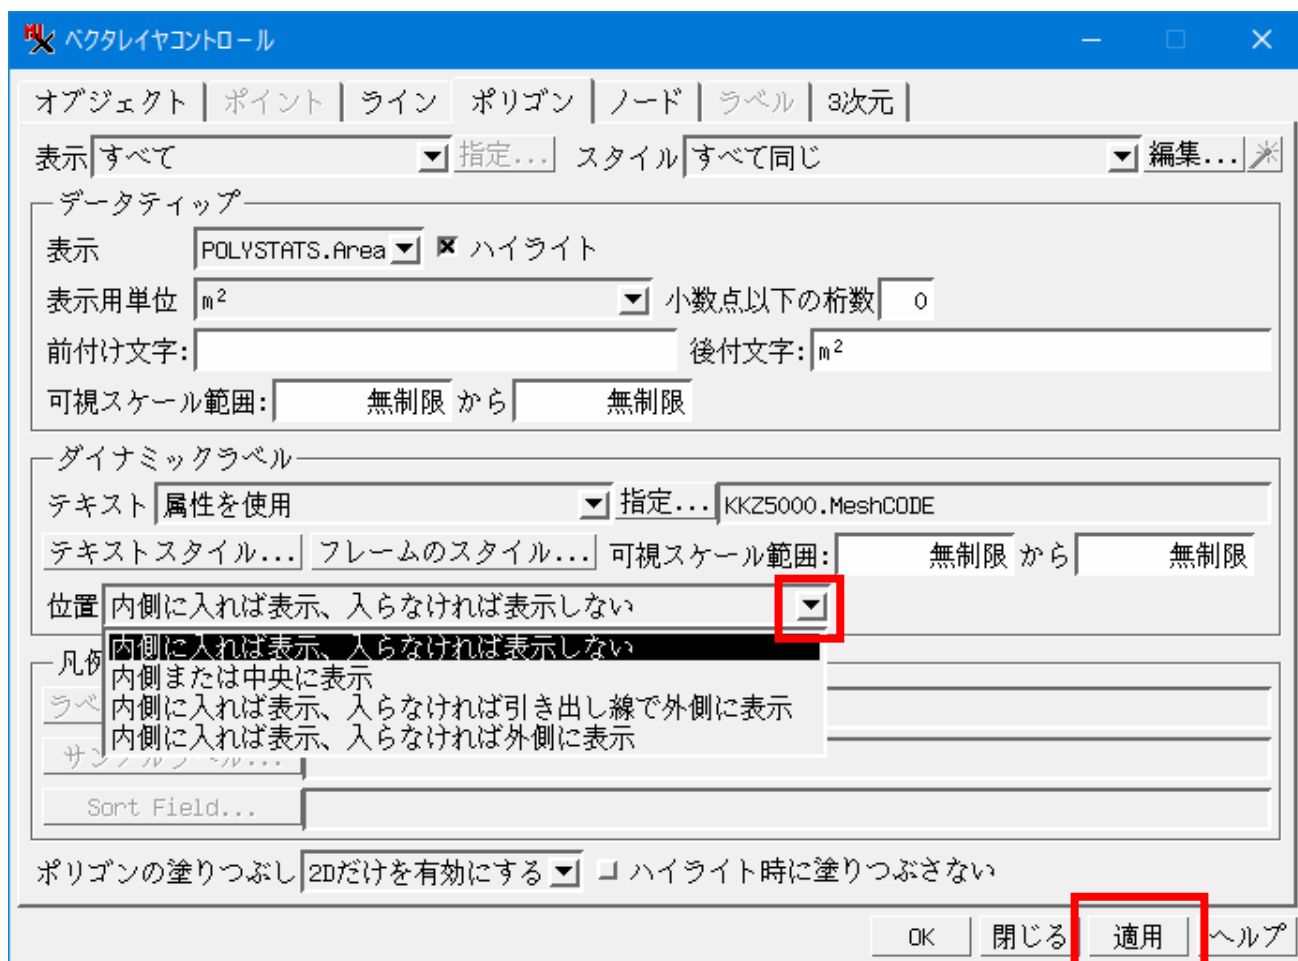 ベクタレイヤコントロール
オブジェクト ポイント ライン ポリゴン ノード ラベル 3次元
表示 すべて 指定... スタイル すべて同じ 編集...
データティップ
表示 POLYSTATS.Area ハイライト
表示用単位 m² 小数点以下の桁数 0
前付け文字: 後付文字: m²
可視スケール範囲: 無制限 から 無制限
ダイナミックラベル
テキスト 属性を使用 指定... KKZ5000.MeshCODE
テキストスタイル... フレームのスタイル... 可視スケール範囲: 無制限 から 無制限
位置 内側に入れば表示、入らなければ表示しない
内側に入れば表示、入らなければ表示しない
凡例
内側または中央に表示
ラベ
内側に入れば表示、入らなければ引き出し線で外側に表示
内側に入れば表示、入らなければ外側に表示
サンプルラベル...
Sort Field...
ポリゴンの塗りつぶし 2Dだけを有効にする ハイライト時に塗りつぶさない
OK 閉じる 適用 ヘルプ